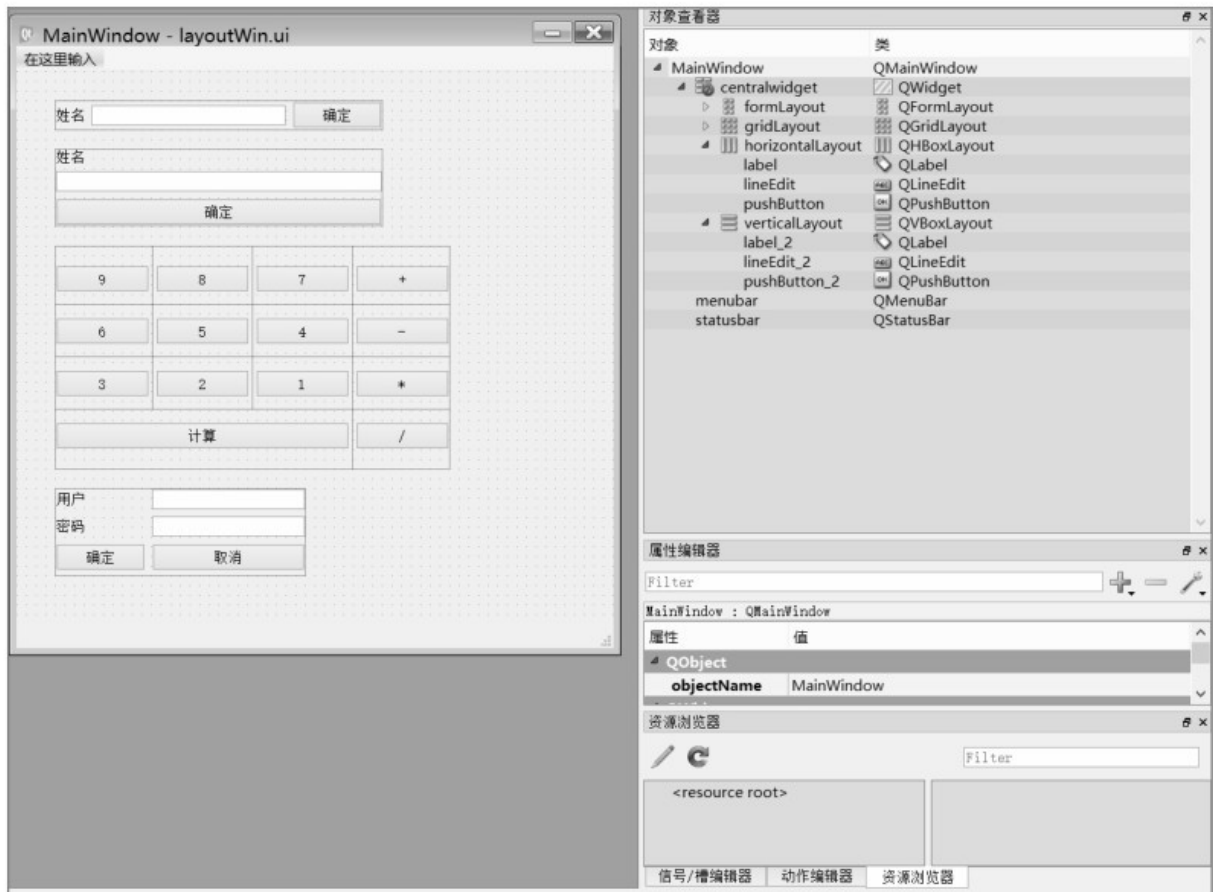 MainWindow - layoutWin.ui
在这里输入
姓名 确定
姓名
确定
9 8 7 +
6 5 4 -
3 2 1 *
计算 /
用户
密码
确定 取消
对象查看器
对象 类
MainWindow QMainWindow
centralwidget QWidget
formLayout QFormLayout
gridLayout QGridLayout
horizontalLayout QHBoxLayout
label QLabel
lineEdit QLineEdit
pushButton QPushButton
verticalLayout QVBoxLayout
label_2 QLabel
lineEdit_2 QLineEdit
pushButton_2 QPushButton
menubar QMenuBar
statusbar QStatusBar
属性编辑器
Filter
MainWindow : QMainWindow
属性 值
QObject
objectName MainWindow
资源浏览器
Filter
<resource root>
信号/槽编辑器 动作编辑器 资源浏览器